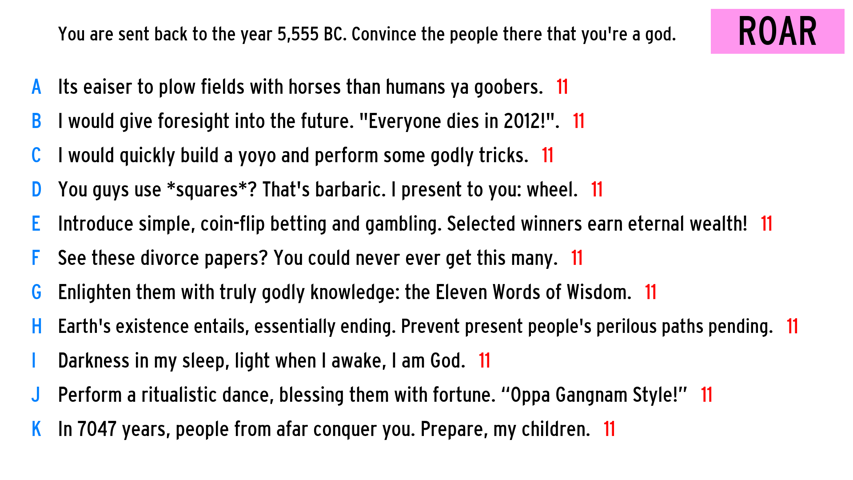 You are sent back to the year 5,555 BC. Convince the people there that you're a god.
ROAR
A Its eaiser to plow fields with horses than humans ya goobers. 11
B I would give foresight into the future. "Everyone dies in 2012!". 11
C I would quickly build a yoyo and perform some godly tricks. 11
D You guys use *squares*? That's barbaric. I present to you: wheel. 11
E Introduce simple, coin-flip betting and gambling. Selected winners earn eternal wealth! 11
F See these divorce papers? You could never ever get this many. 11
G Enlighten them with truly godly knowledge: the Eleven Words of Wisdom. 11
H Earth's existence entails, essentially ending. Prevent present people's perilous paths pending. 11
I Darkness in my sleep, light when I awake, I am God. 11
J Perform a ritualistic dance, blessing them with fortune. “Oppa Gangnam Style!” 11
K In 7047 years, people from afar conquer you. Prepare, my children. 11